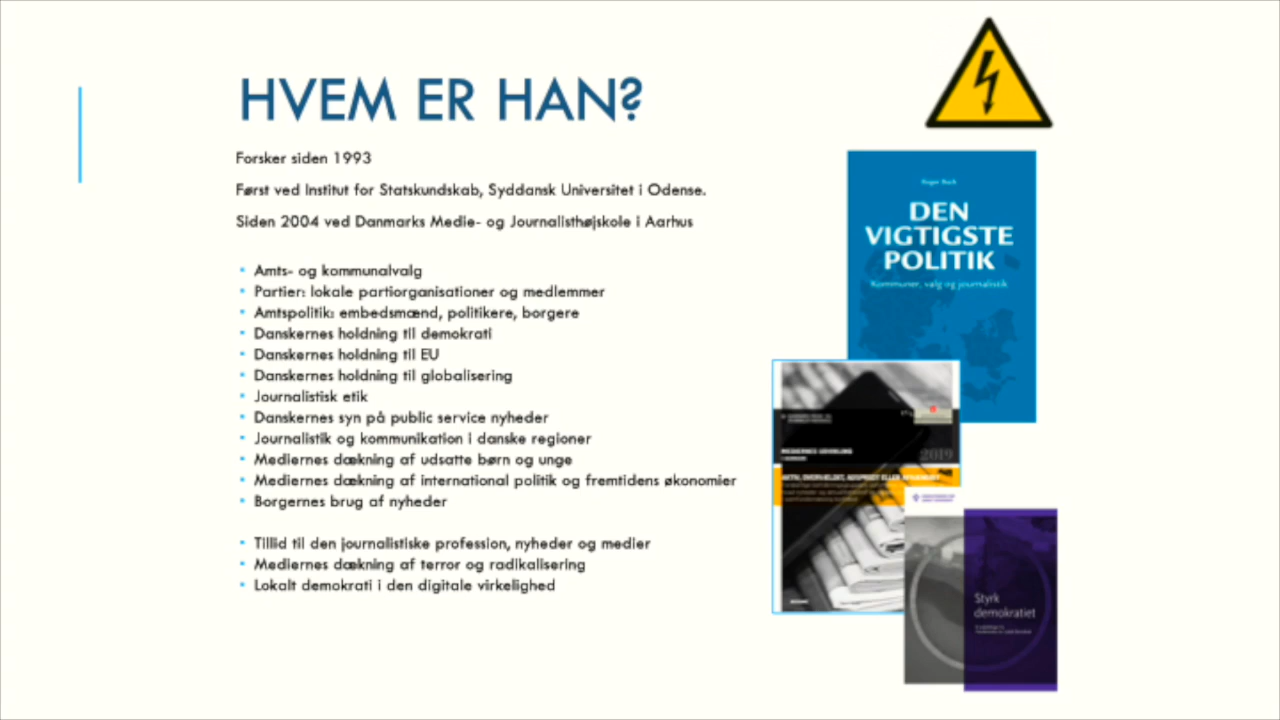 HVEM ER HAN?
Forsker siden 1993
Først ved Institut for Statskundskab, Syddansk Universitet i Odense.
Siden 2004 ved Danmarks Medie- og Journalisthøjskole i Aarhus
Amts- og kommunalvalg
Partier: lokale partiorganisationer og medlemmer
Amtspolitik: embedsmænd, politikere, borgere
Danskernes holdning til demokrati
Danskernes holdning til EU
Danskernes holdning til globalisering
Journalistisk etik
Danskernes syn på public service nyheder
Journalistik og kommunikation i danske regioner
Mediernes dækning af udsatte børn og unge
Mediernes dækning af international politik og fremtidens økonomier
Borgernes brug af nyheder
Tillid til den journalistiske profession, nyheder og medier
Mediernes dækning af terror og radikalisering
Lokalt demokrati i den digitale virkelighed
DEN
VIGTIGSTE
POLITIK
Kommuner, valg og journalistik
MEDIERNES UDVIKLING
2019
Styrk
demokratiet